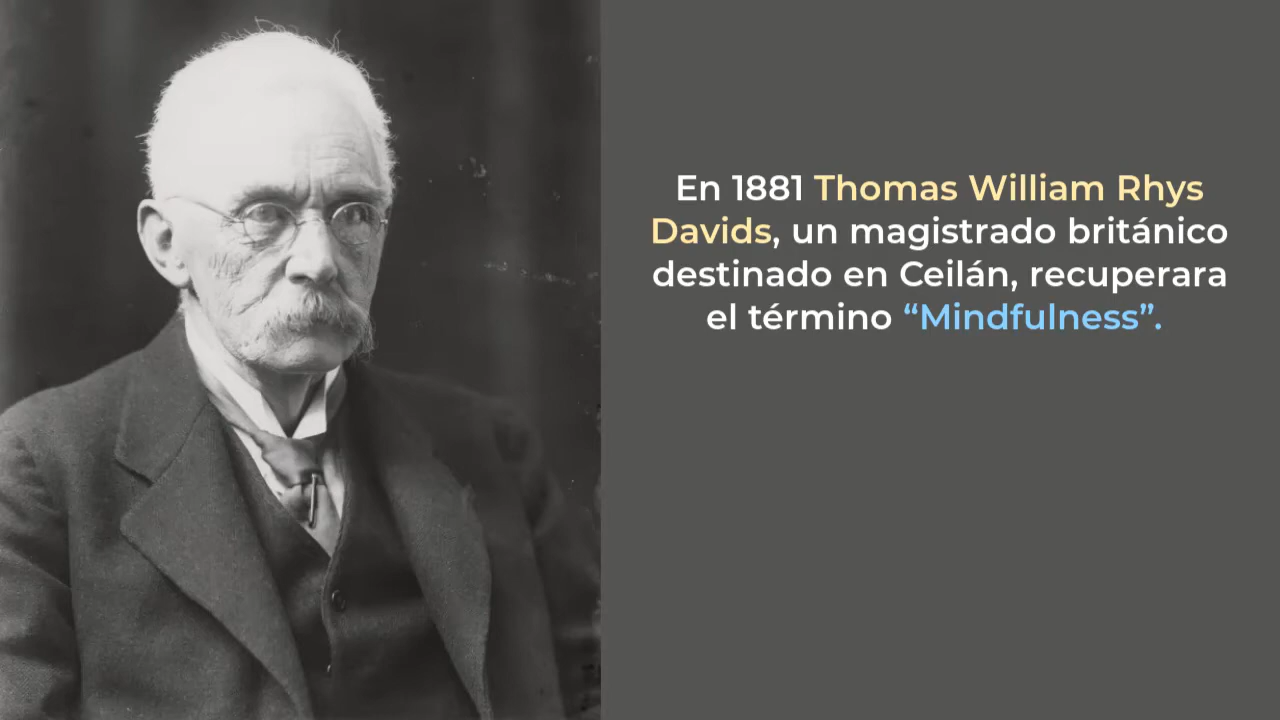 En 1881 Thomas William Rhys
Davids, un magistrado británico
destinado en Ceilán, recuperara
el término “Mindfulness”.